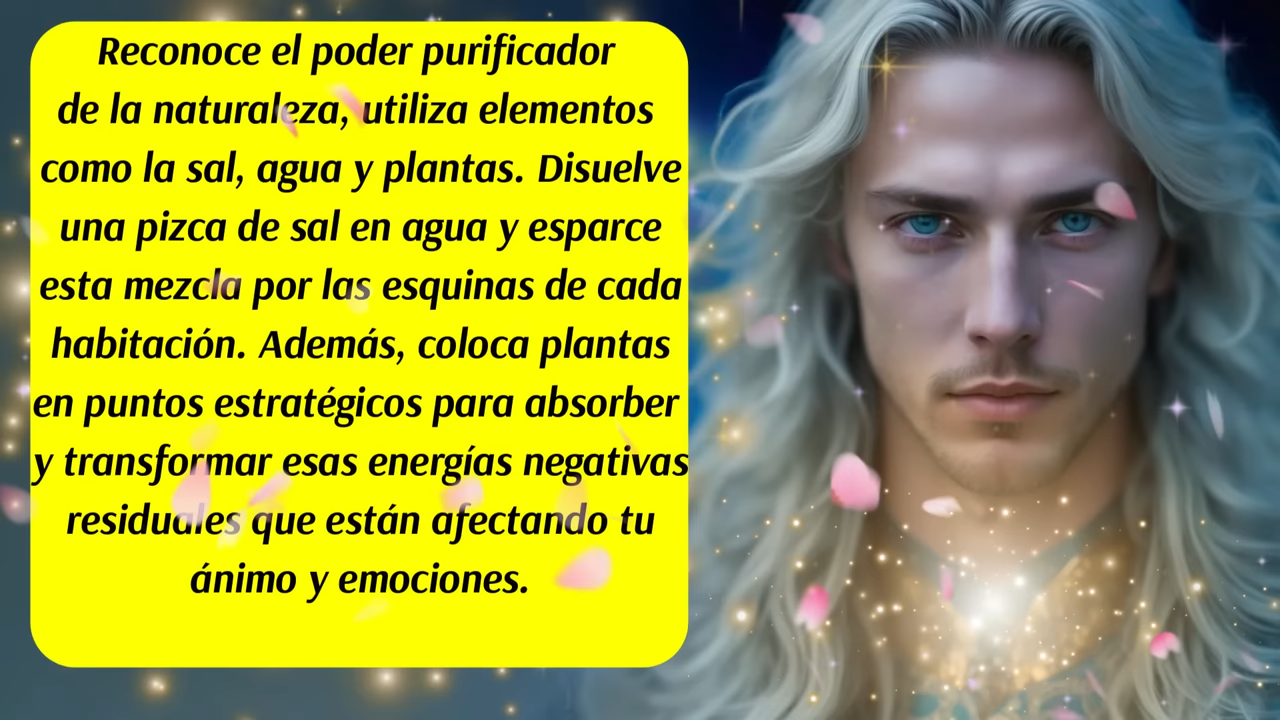 Reconoce el poder purificador
de la naturaleza, utiliza elementos
como la sal, agua y plantas. Disuelve
una pizca de sal en agua y esparce
esta mezcla por las esquinas de cada
habitación. Además, coloca plantas
en puntos estratégicos para absorber
y transformar esas energías negativas
residuales que están afectando tu
ánimo y emociones.